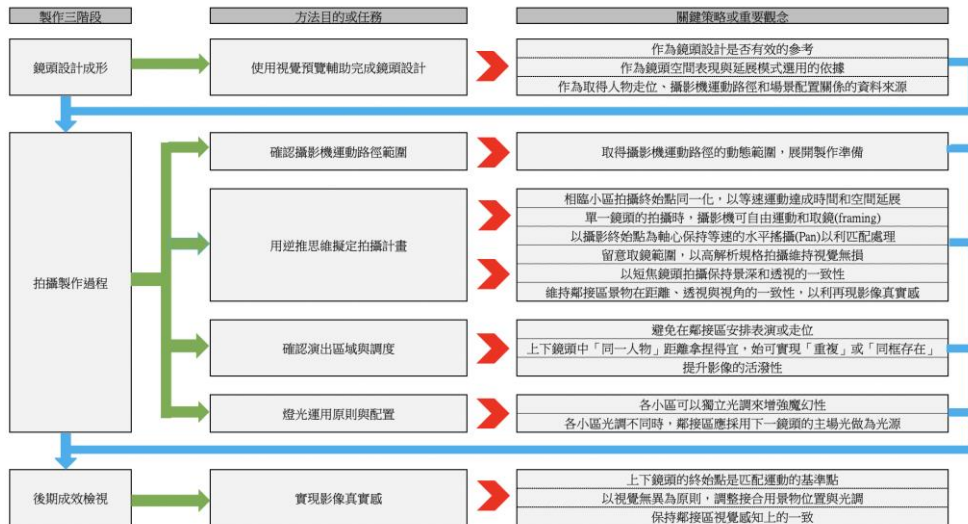 製作三階段
方法目的或任務
關鍵策略或重要觀念
鏡頭設計成形
使用視覺預覽輔助完成鏡頭設計
作為鏡頭設計是否有效的參考
作為鏡頭空間表現與延展模式選用的依據
作為取得人物走位、攝影機運動路徑和場景配置關係的資料來源
拍攝製作過程
確認攝影機運動路徑範圍
取得攝影機運動路徑的動態範圍，展開製作準備
用逆推思維擬定拍攝計畫
相臨小區拍攝終始點同一化，以等速運動達成時間和空間延展
單一鏡頭的拍攝時，攝影機可自由運動和取鏡(framing)
以攝影終始點為軸心保持等速的水平搖攝(Pan)以利匹配處理
留意取鏡範圍，以高解析規格拍攝維持視覺無損
以短焦鏡頭拍攝保持景深和透視的一致性
維持鄰接區景物在距離、透視與視角的一致性，以利再現影像真實感
確認演出區域與調度
避免在鄰接區安排表演或走位
上下鏡頭中「同一人物」距離拿捏得宜，始可實現「重複」或「同框存在」
提升影像的活潑性
燈光運用原則與配置
各小區可以獨立光調來增強魔幻性
各小區光調不同時，鄰接區應採用下一鏡頭的主場光做為光源
後期成效檢視
實現影像真實感
上下鏡頭的終始點是匹配運動的基準點
以視覺無異為原則，調整接合用景物位置與光調
保持鄰接區視覺感知上的一致